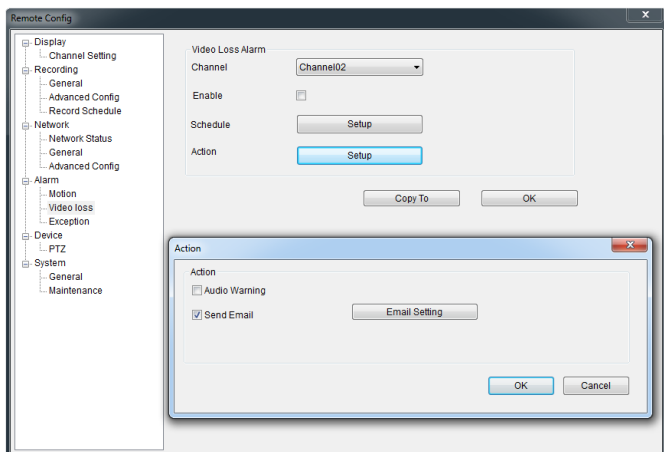 Remote Config
x
Display
Channel Setting
Recording
General
Advanced Config
Record Schedule
Network
Network Status
General
Advanced Config
Alarm
Motion
Video loss
Exception
Device
PTZ
System
General
Maintenance
Video Loss Alarm
Channel Channel02
Enable
Schedule Setup
Action Setup
Copy To OK
Action
x
Action
Audio Warning
Send Email Email Setting
OK Cancel